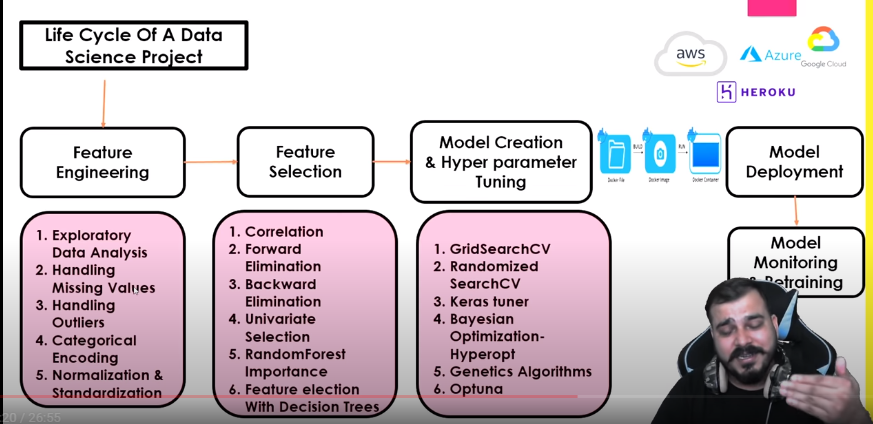 Life Cycle Of A Data
Science Project
aws
Azure
Google Cloud
HEROKU
Feature
Engineering
Feature
Selection
Model Creation
& Hyper parameter
Tuning
BUILD
RUN
Docker File
Docker Image
Docker Container
Model
Deployment
1. Exploratory
Data Analysis
2. Handling
Missing Values
3. Handling
Outliers
4. Categorical
Encoding
5. Normalization &
Standardization
1. Correlation
2. Forward
Elimination
3. Backward
Elimination
4. Univariate
Selection
5. RandomForest
Importance
6. Feature election
With Decision Trees
1. GridSearchCV
2. Randomized
SearchCV
3. Keras tuner
4. Bayesian
Optimization-
Hyperopt
5. Genetics Algorithms
6. Optuna
Model
Monitoring
& Retraining
20 / 26:55